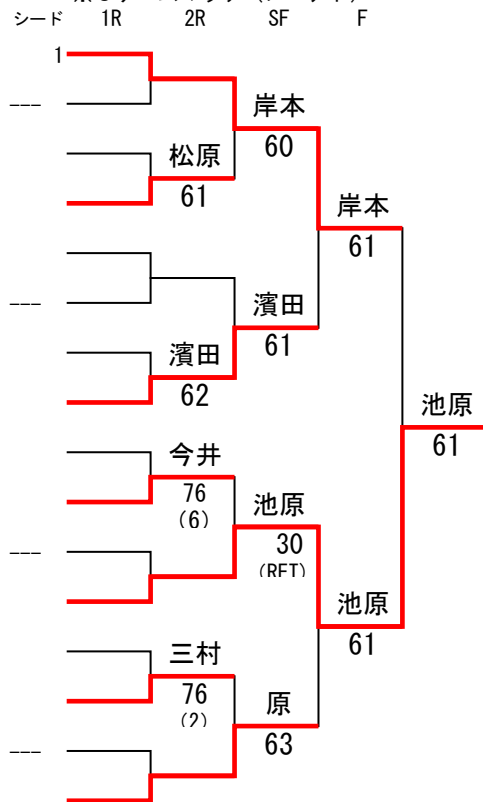 シード 1R 2R SF F
1
---
岸本
60
松原
61
岸本
61
---
濱田
61
濱田
62
池原
61
今井
76
(6)
池原
30
(RET)
---
池原
61
三村
76
(2)
原
63
---